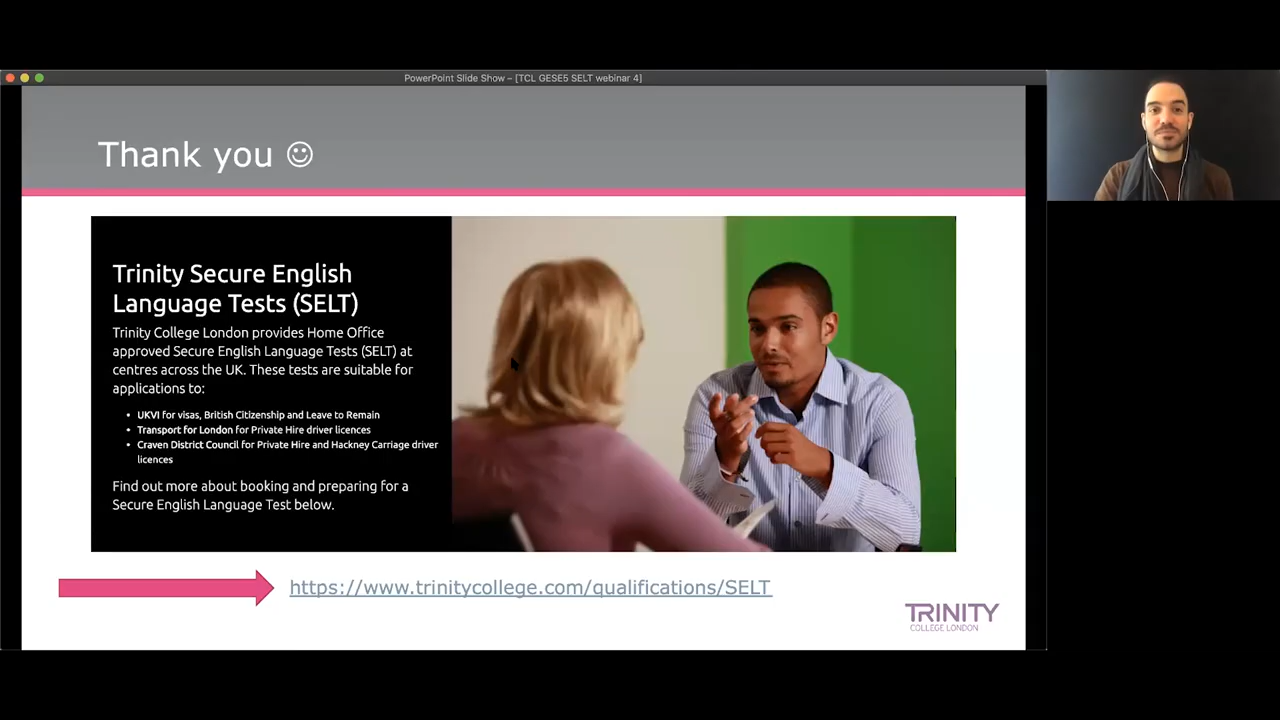 PowerPoint Slide Show – [TCL GESE5 SELT webinar 4]
Thank you ☺
Trinity Secure English
Language Tests (SELT)
Trinity College London provides Home Office
approved Secure English Language Tests (SELT) at
centres across the UK. These tests are suitable for
applications to:
• UKVI for visas, British Citizenship and Leave to Remain
• Transport for London for Private Hire driver licences
• Craven District Council for Private Hire and Hackney Carriage driver
licences
Find out more about booking and preparing for a
Secure English Language Test below.
https://www.trinitycollege.com/qualifications/SELT
TRINITY
COLLEGE LONDON